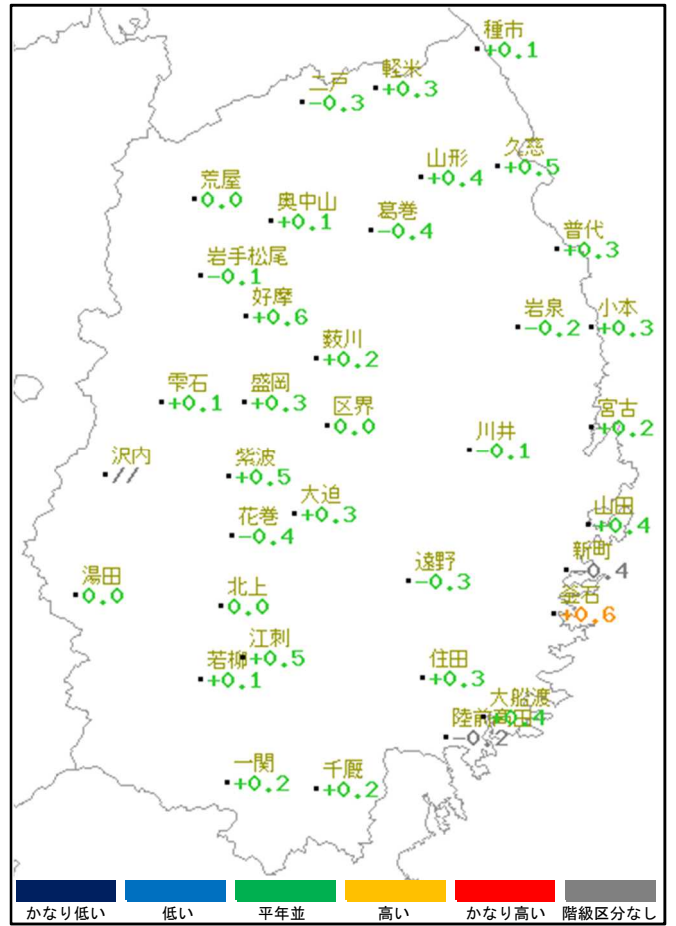 種市
+0.1
軽米
+0.3
二戸
-0.3
久慈
+0.5
山形
+0.4
荒屋
0.0
奥中山
+0.1
葛巻
-0.4
普代
+0.3
岩手松尾
-0.1
好摩
+0.6
岩泉
-0.2
小本
+0.3
薮川
+0.2
雫石
+0.1
盛岡
+0.3
区界
0.0
宮古
+0.2
川井
-0.1
沢内
//
紫波
+0.5
大迫
+0.3
山田
+0.4
花巻
-0.4
新町
-0.4
遠野
-0.3
湯田
0.0
北上
0.0
釜石
+0.6
江刺
+0.5
若柳
+0.1
住田
+0.3
大船渡
+0.4
陸前高田
-0.2
一関
+0.2
千厩
+0.2
かなり低い 低い 平年並 高い かなり高い 階級区分なし